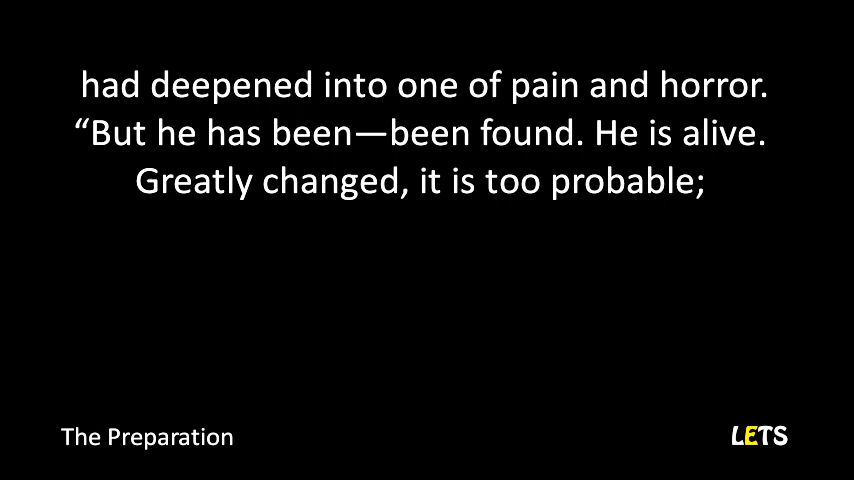 had deepened into one of pain and horror.
“But he has been—been found. He is alive.
Greatly changed, it is too probable;
The Preparation
LETS